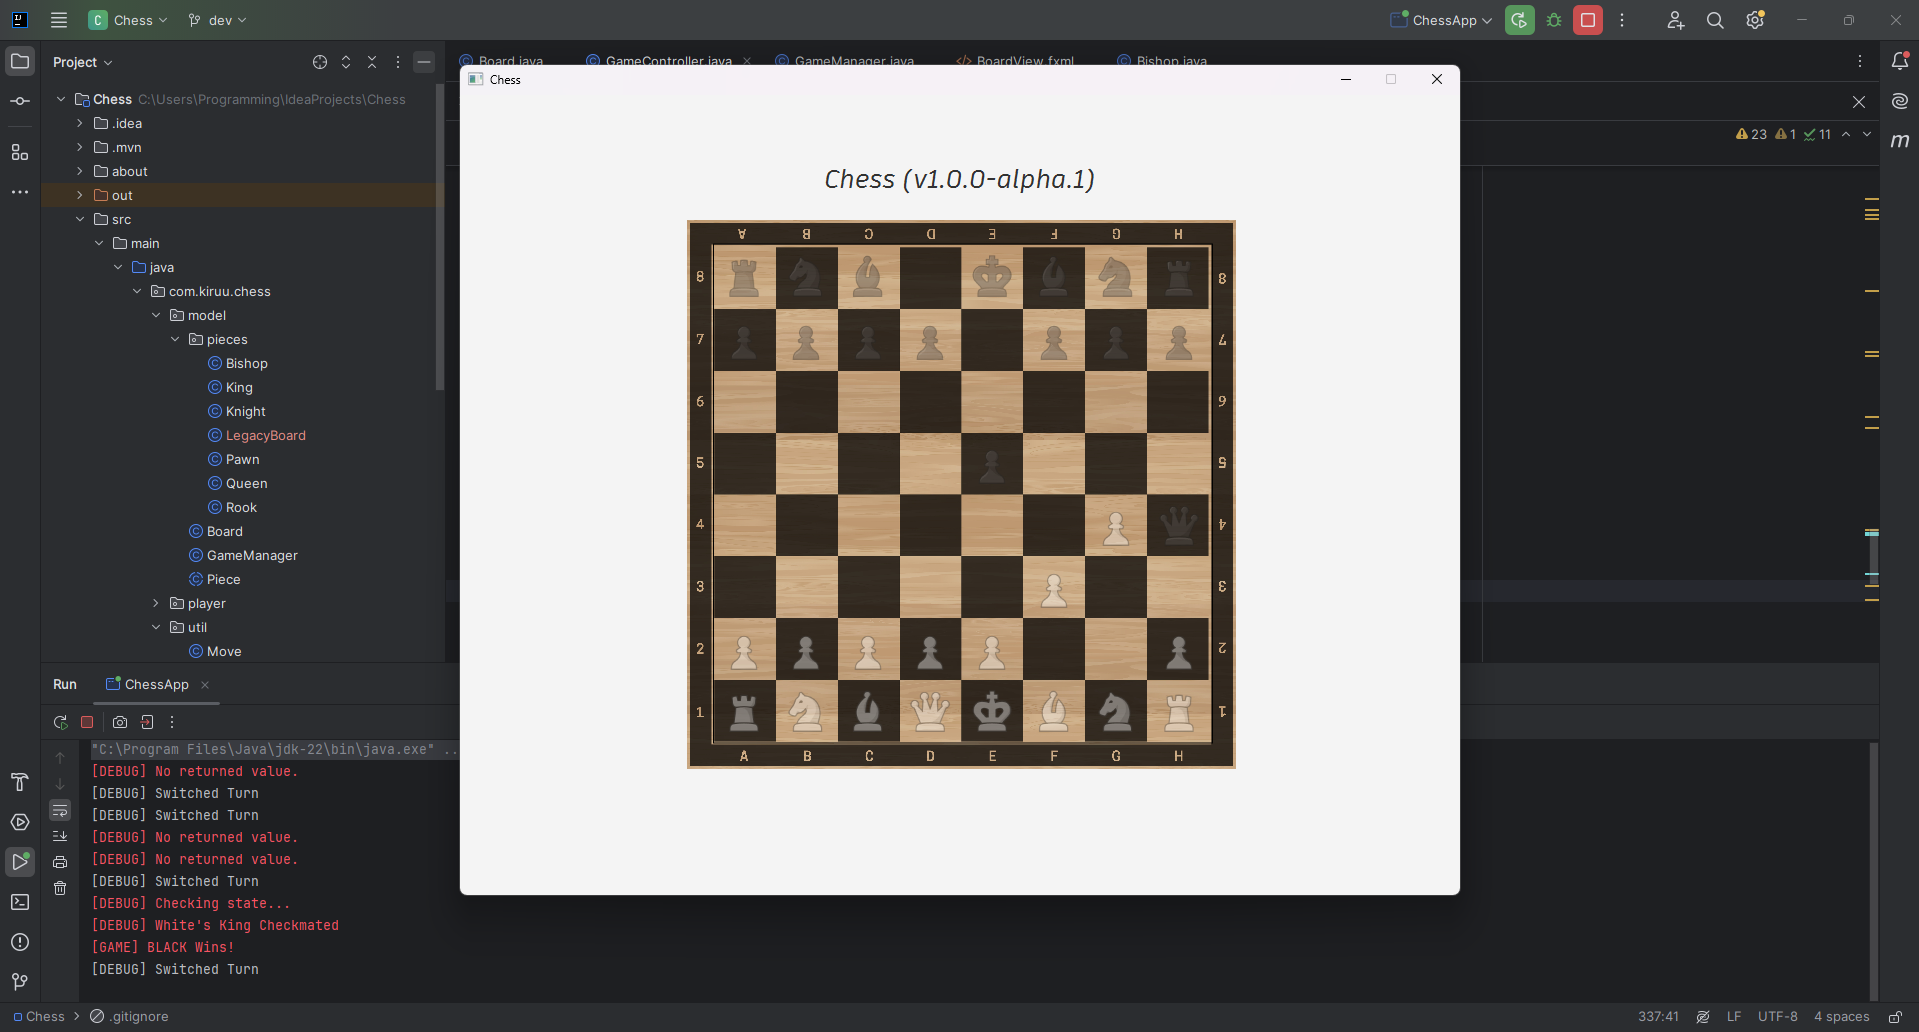 Chess
dev
ChessApp
Project
Board.java
GameController.java
GameManager.java
BoardView.fxml
Bishop.java
Chess C:\Users\Programming\IdeaProjects\Chess
.idea
.mvn
about
out
src
main
java
com.kiruu.chess
model
pieces
Bishop
King
Knight
LegacyBoard
Pawn
Queen
Rook
Board
GameManager
Piece
player
util
Move
23 1 11
m
Chess
Chess (v1.0.0-alpha.1)
A B C D E F G H
8 8
7 7
6 6
5 5
4 4
3 3
2 2
1 1
A B C D E F G H
Run ChessApp
"C:\Program Files\Java\jdk-22\bin\java.exe" ..
[DEBUG] No returned value.
[DEBUG] Switched Turn
[DEBUG] Switched Turn
[DEBUG] No returned value.
[DEBUG] No returned value.
[DEBUG] Switched Turn
[DEBUG] Checking state...
[DEBUG] White's King Checkmated
[GAME] BLACK Wins!
[DEBUG] Switched Turn
Chess > .gitignore
337:41 LF UTF-8 4 spaces